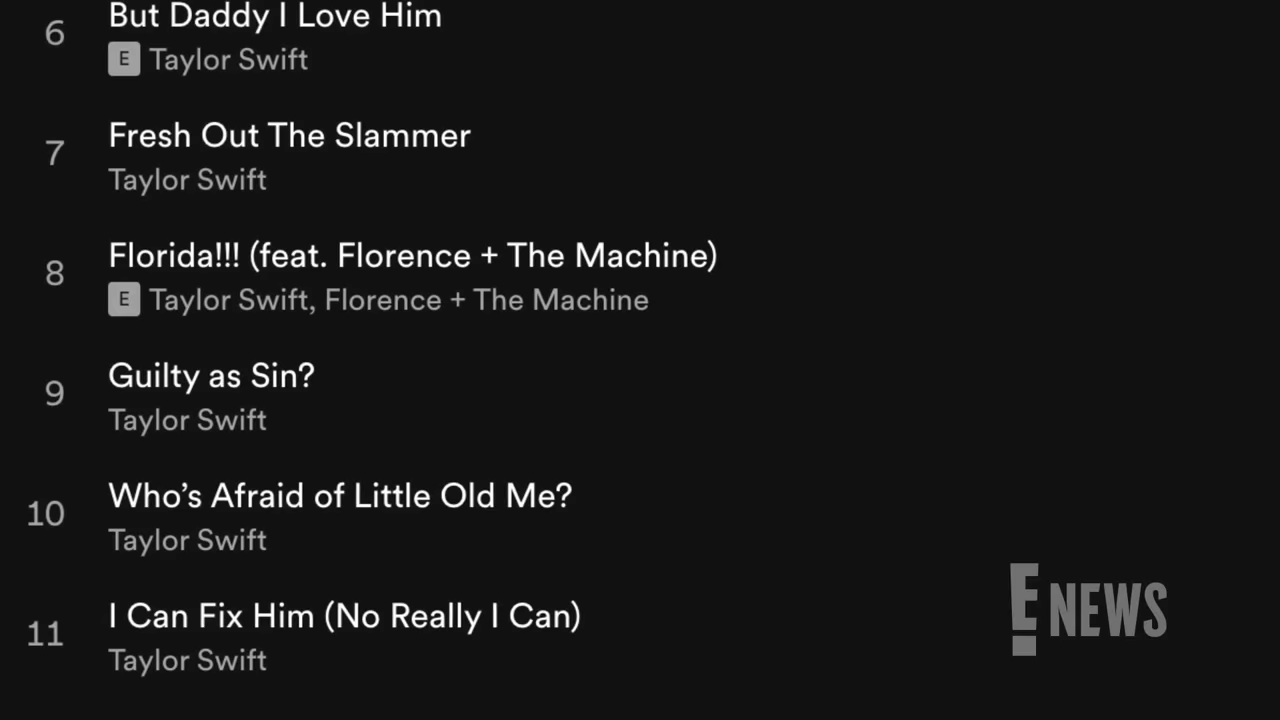 6
But Daddy I Love Him
E Taylor Swift
7
Fresh Out The Slammer
Taylor Swift
8
Florida!!! (feat. Florence + The Machine)
E Taylor Swift, Florence + The Machine
9
Guilty as Sin?
Taylor Swift
10
Who’s Afraid of Little Old Me?
Taylor Swift
11
I Can Fix Him (No Really I Can)
Taylor Swift
E! NEWS